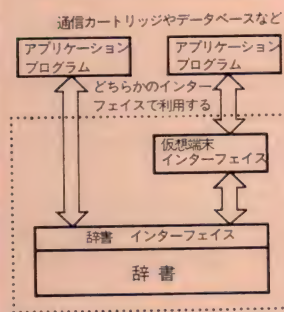 通信カートリッジやデータベースなど
アプリケーション
プログラム
アプリケーション
プログラム
どちらかのインター
フェイスで利用する
仮想端末
インターフェイス
辞書 インターフェイス
辞書